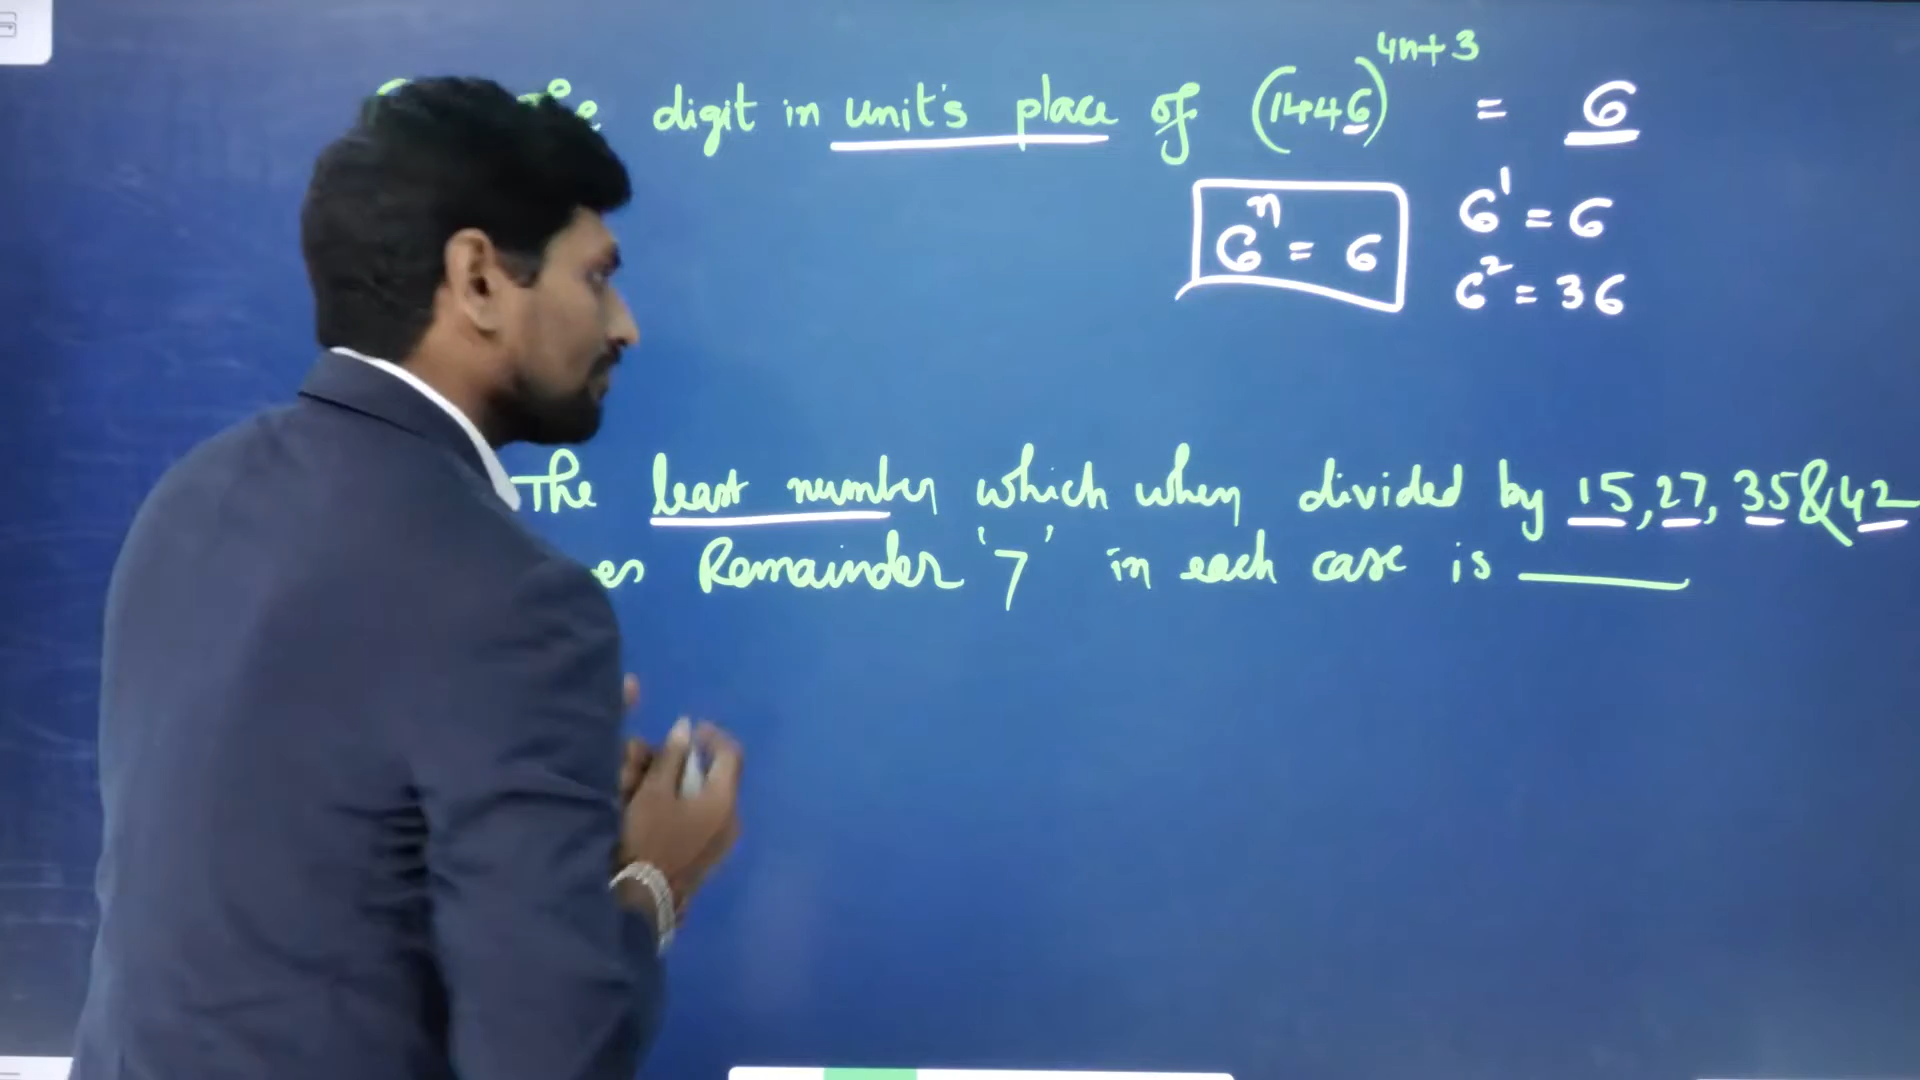 digit in unit's place of (1446)^4n+3 = 6
6^n = 6 6^1 = 6
6^2 = 36
The least number which when divided by 15, 27, 35 & 42
Remainder '7' in each case is ____